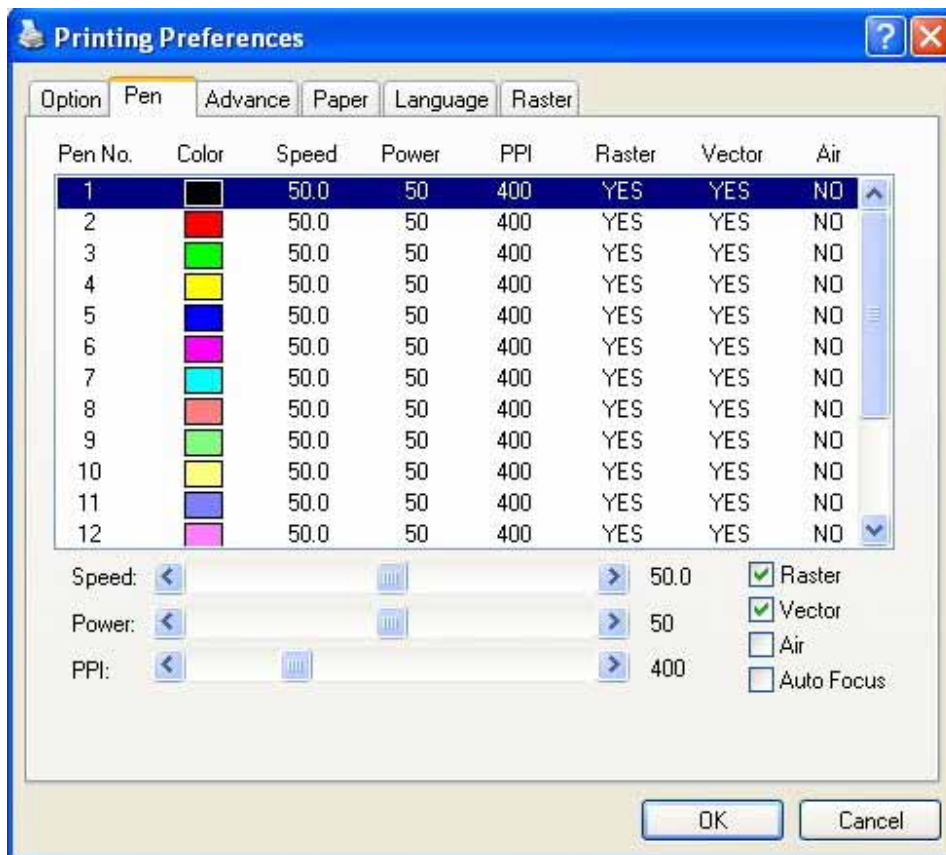 Printing Preferences
Option Pen Advance Paper Language Raster
Pen No. Color Speed Power PPI Raster Vector Air
1 50.0 50 400 YES YES NO
2 50.0 50 400 YES YES NO
3 50.0 50 400 YES YES NO
4 50.0 50 400 YES YES NO
5 50.0 50 400 YES YES NO
6 50.0 50 400 YES YES NO
7 50.0 50 400 YES YES NO
8 50.0 50 400 YES YES NO
9 50.0 50 400 YES YES NO
10 50.0 50 400 YES YES NO
11 50.0 50 400 YES YES NO
12 50.0 50 400 YES YES NO
Speed: 50.0 Raster
Power: 50 Vector
Air
PPI: 400 Auto Focus
OK Cancel